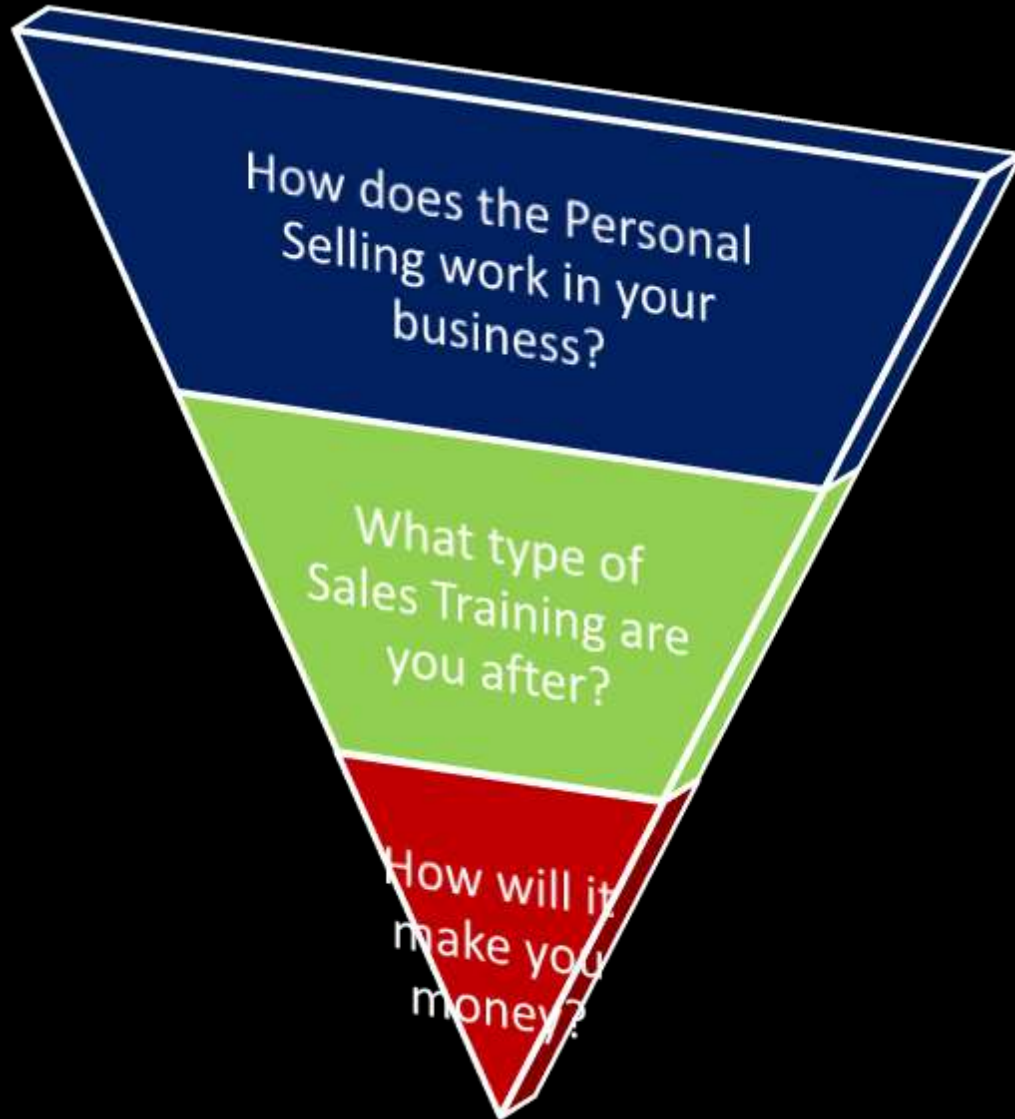 How does the Personal
Selling work in your
business?
What type of
Sales Training are
you after?
How will it
make you
money?